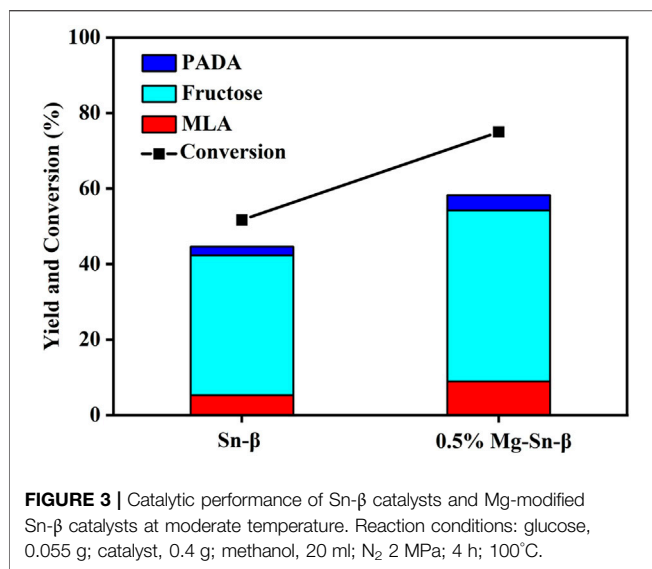 100
80
60
40
20
0
Yield and Conversion (%)
PADA
Fructose
MLA
Conversion
Sn-β
0.5% Mg-Sn-β
FIGURE 3 | Catalytic performance of Sn-β catalysts and Mg-modified
Sn-β catalysts at moderate temperature. Reaction conditions: glucose,
0.055 g; catalyst, 0.4 g; methanol, 20 ml; N₂ 2 MPa; 4 h; 100°C.